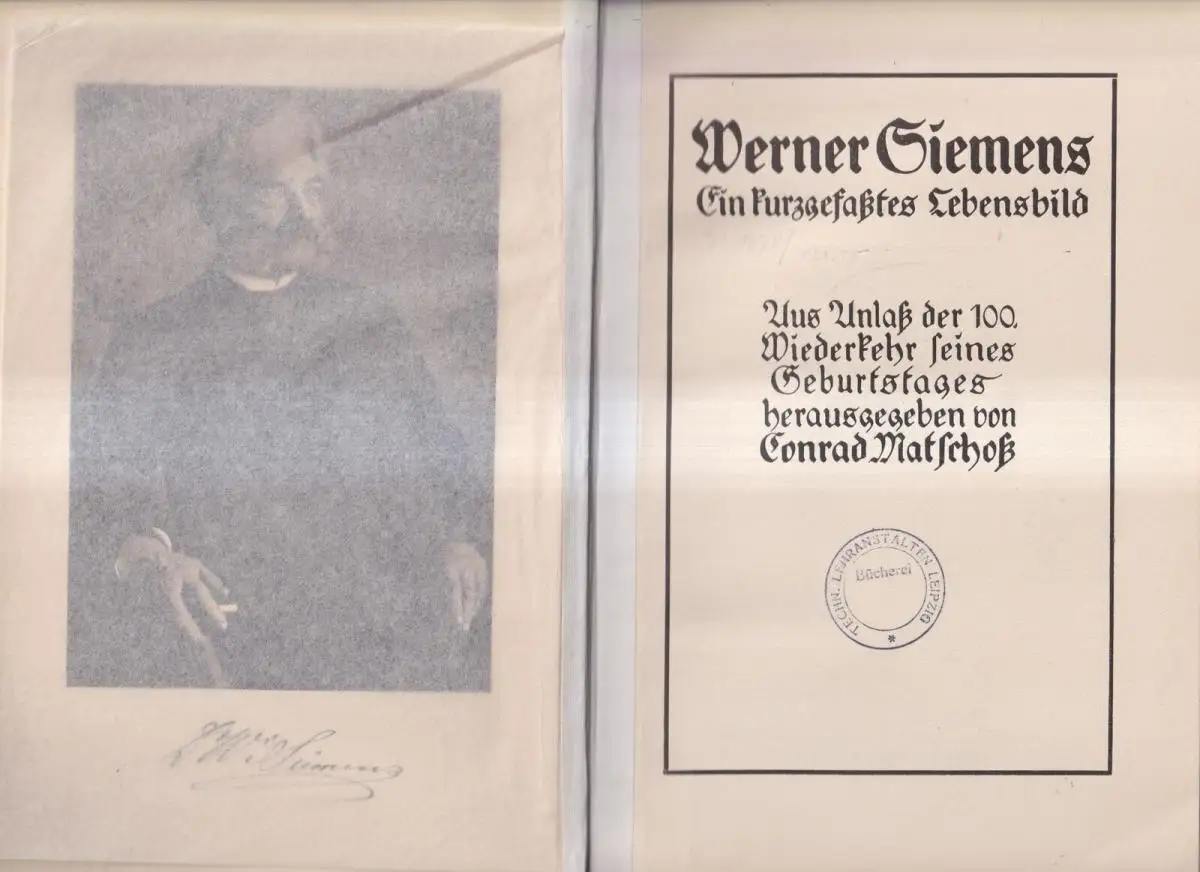 Werner Siemens
Ein kurzgefaßtes Lebensbild
Aus Anlaß der 100.
Wiederkehr seines
Geburtstages
herausgegeben von
Conrad Matschoß
TECHN. LEHRANSTALTEN LEIPZIG
Bücherei
*
Siemens